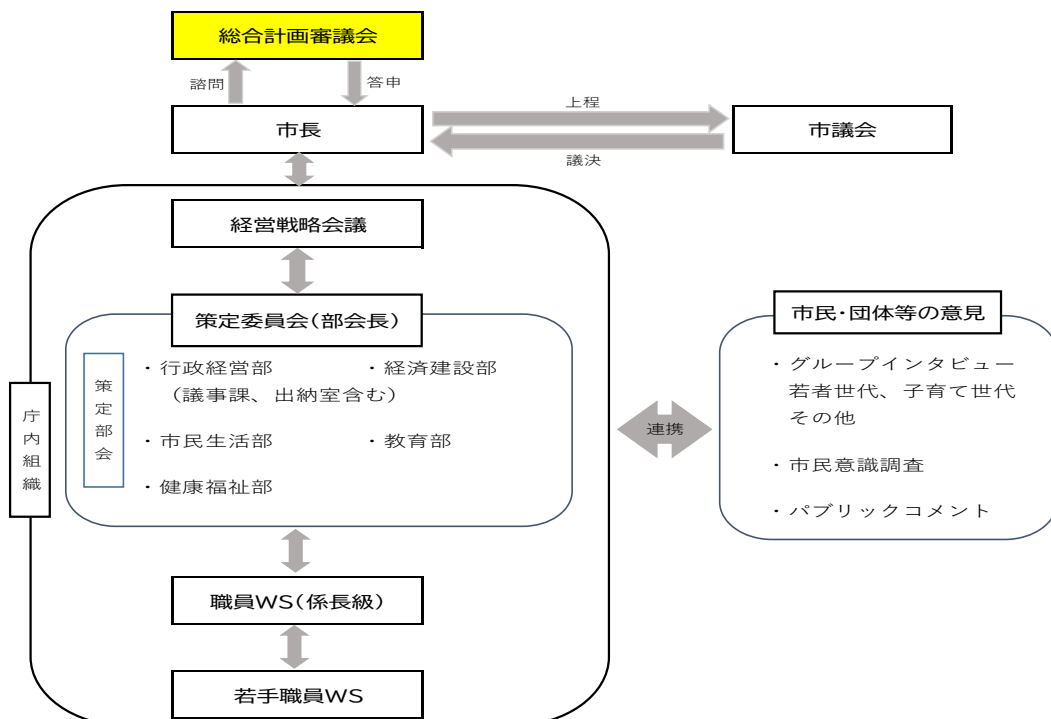 総合計画審議会
諮問
答申
市長
上程
議決
市議会
経営戦略会議
策定委員会(部会長)
策定部会
・行政経営部
(議事課、出納室含む)
・経済建設部
・市民生活部
・教育部
・健康福祉部
庁内組織
連携
市民・団体等の意見
・グループインタビュー
若者世代、子育て世代
その他
・市民意識調査
・パブリックコメント
職員WS(係長級)
若手職員WS